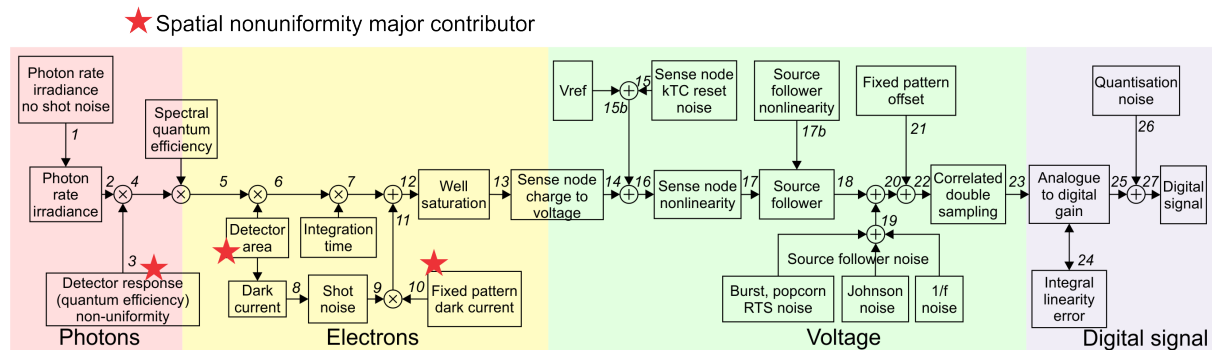 Spatial nonuniformity major contributor
Photon rate
irradiance
no shot noise
1
Photon
rate
irradiance
2
4
3
Detector response
(quantum efficiency)
non-uniformity
Photons
Spectral
quantum
efficiency
5
6
7
12
Detector
area
Integration
time
11
Dark
current
8
Shot
noise
9
10
Fixed pattern
dark current
Well
saturation
13
Electrons
Sense node
charge to
voltage
14
16
Vref
15
15b
Sense node
kTC reset
noise
Sense node
nonlinearity
17
Source
follower
nonlinearity
17b
Source
follower
18
20
22
Fixed pattern
offset
21
19
Source follower noise
Burst, popcorn
RTS noise
Johnson
noise
1/f
noise
Correlated
double
sampling
23
Voltage
Analogue
to digital
gain
25
27
Quantisation
noise
26
Digital
signal
24
Integral
linearity
error
Digital signal